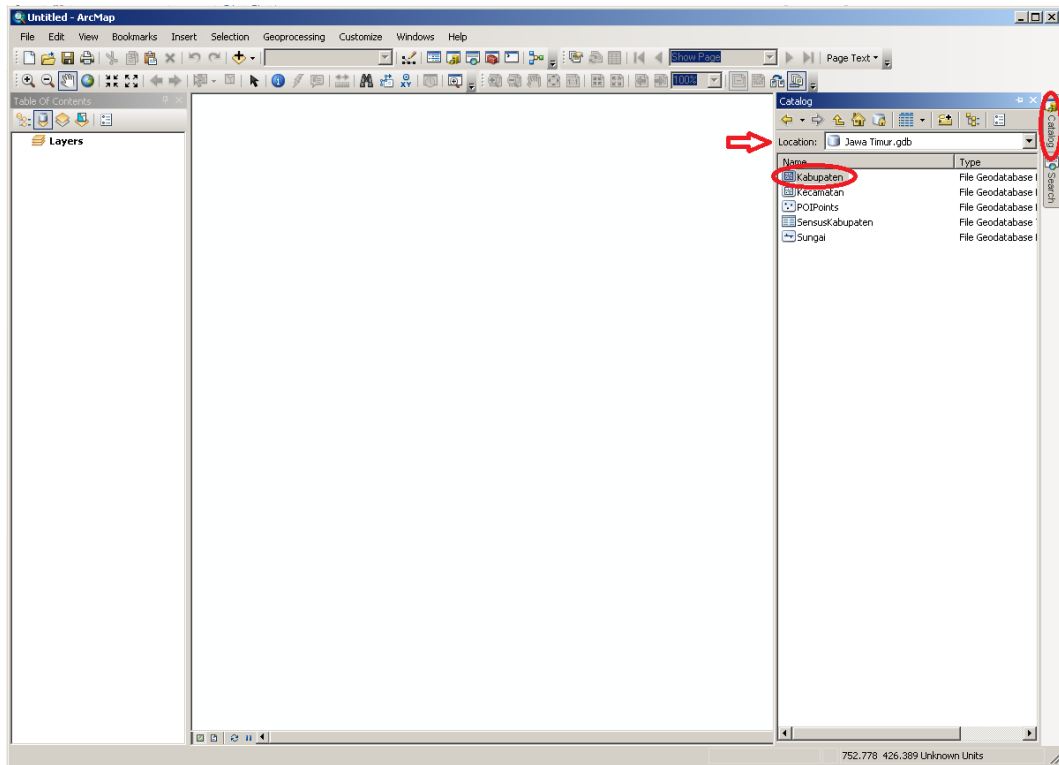 Untitled - ArcMap
File Edit View Bookmarks Insert Selection Geoprocessing Customize Windows Help
Show Page Page Text
100%
Table Of Contents
Layers
Catalog
Location: Jawa Timur.gdb
Name Type
Kabupaten File Geodatabase
Kecamatan File Geodatabase
POIPoints File Geodatabase
SensusKabupaten File Geodatabase
Sungai File Geodatabase
Catalog
Search
752.778 426.389 Unknown Units